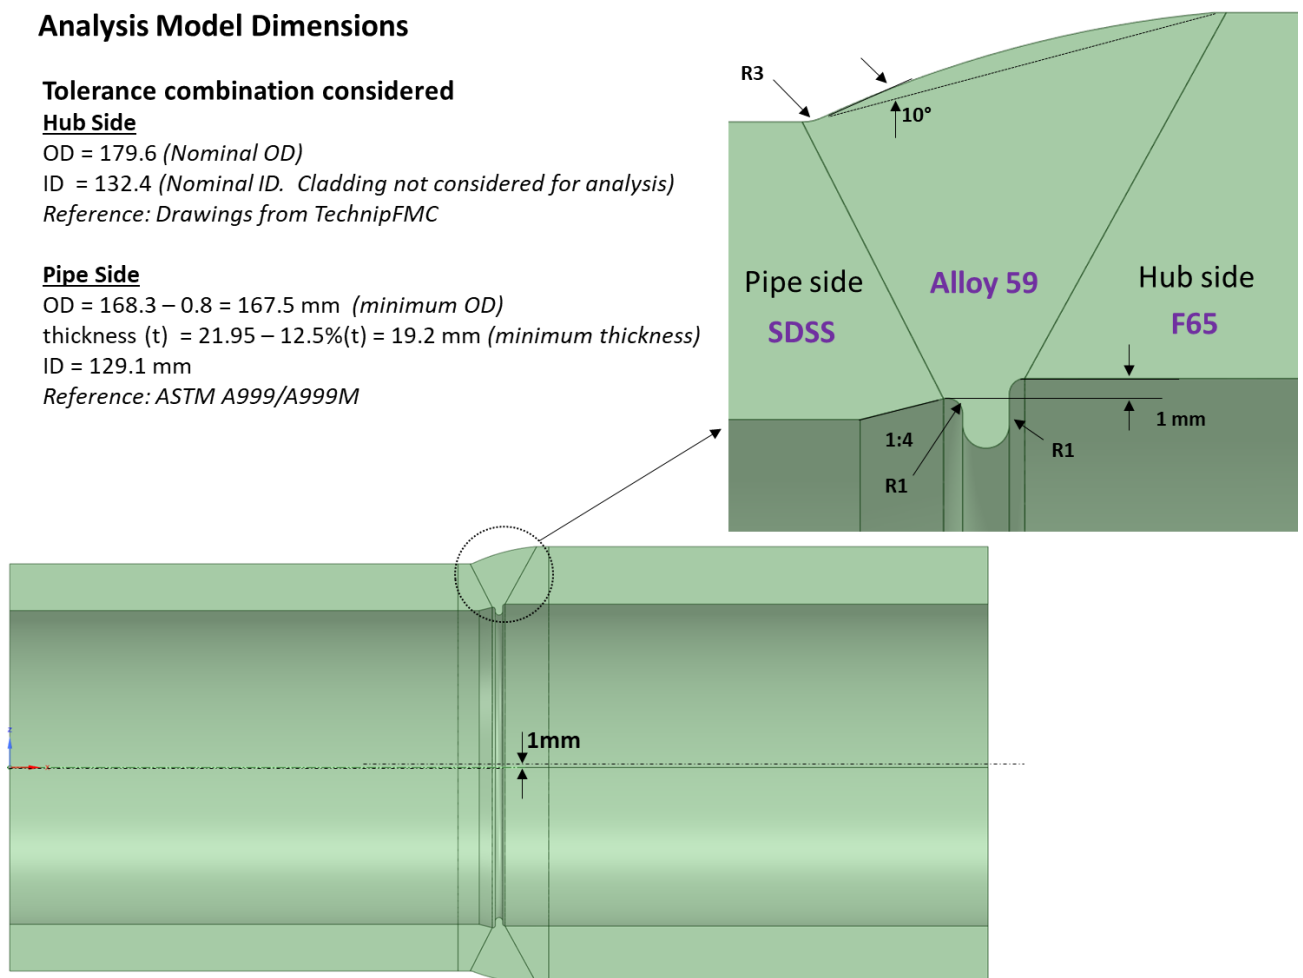 Analysis Model Dimensions
Tolerance combination considered
Hub Side
OD = 179.6 (Nominal OD)
ID  = 132.4 (Nominal ID.  Cladding not considered for analysis)
Reference: Drawings from TechnipFMC
Pipe Side
OD = 168.3 – 0.8 = 167.5 mm  (minimum OD)
thickness (t)  = 21.95 – 12.5%(t) = 19.2 mm (minimum thickness)
ID = 129.1 mm
Reference: ASTM A999/A999M
R3
10°
Pipe side
SDSS
Alloy 59
Hub side
F65
1 mm
1:4
R1
R1
1mm
z
x